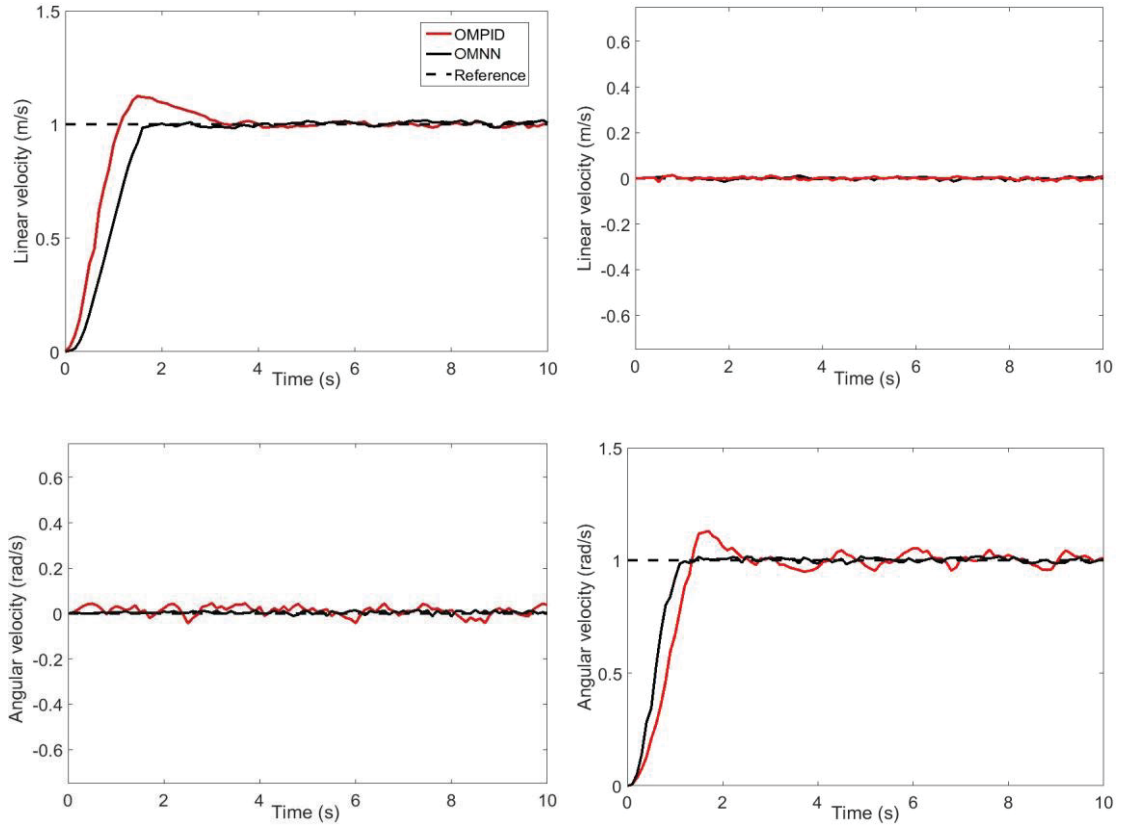 1.5
1
0.5
0
Linear velocity (m/s)
OMPID
OMNN
Reference
0 2 4 6 8 10
Time (s)
0.6
0.4
0.2
0
-0.2
-0.4
-0.6
Linear velocity (m/s)
0 2 4 6 8 10
Time (s)
0.6
0.4
0.2
0
-0.2
-0.4
-0.6
Angular velocity (rad/s)
0 2 4 6 8 10
Time (s)
1.5
1
0.5
0
Angular velocity (rad/s)
0 2 4 6 8 10
Time (s)